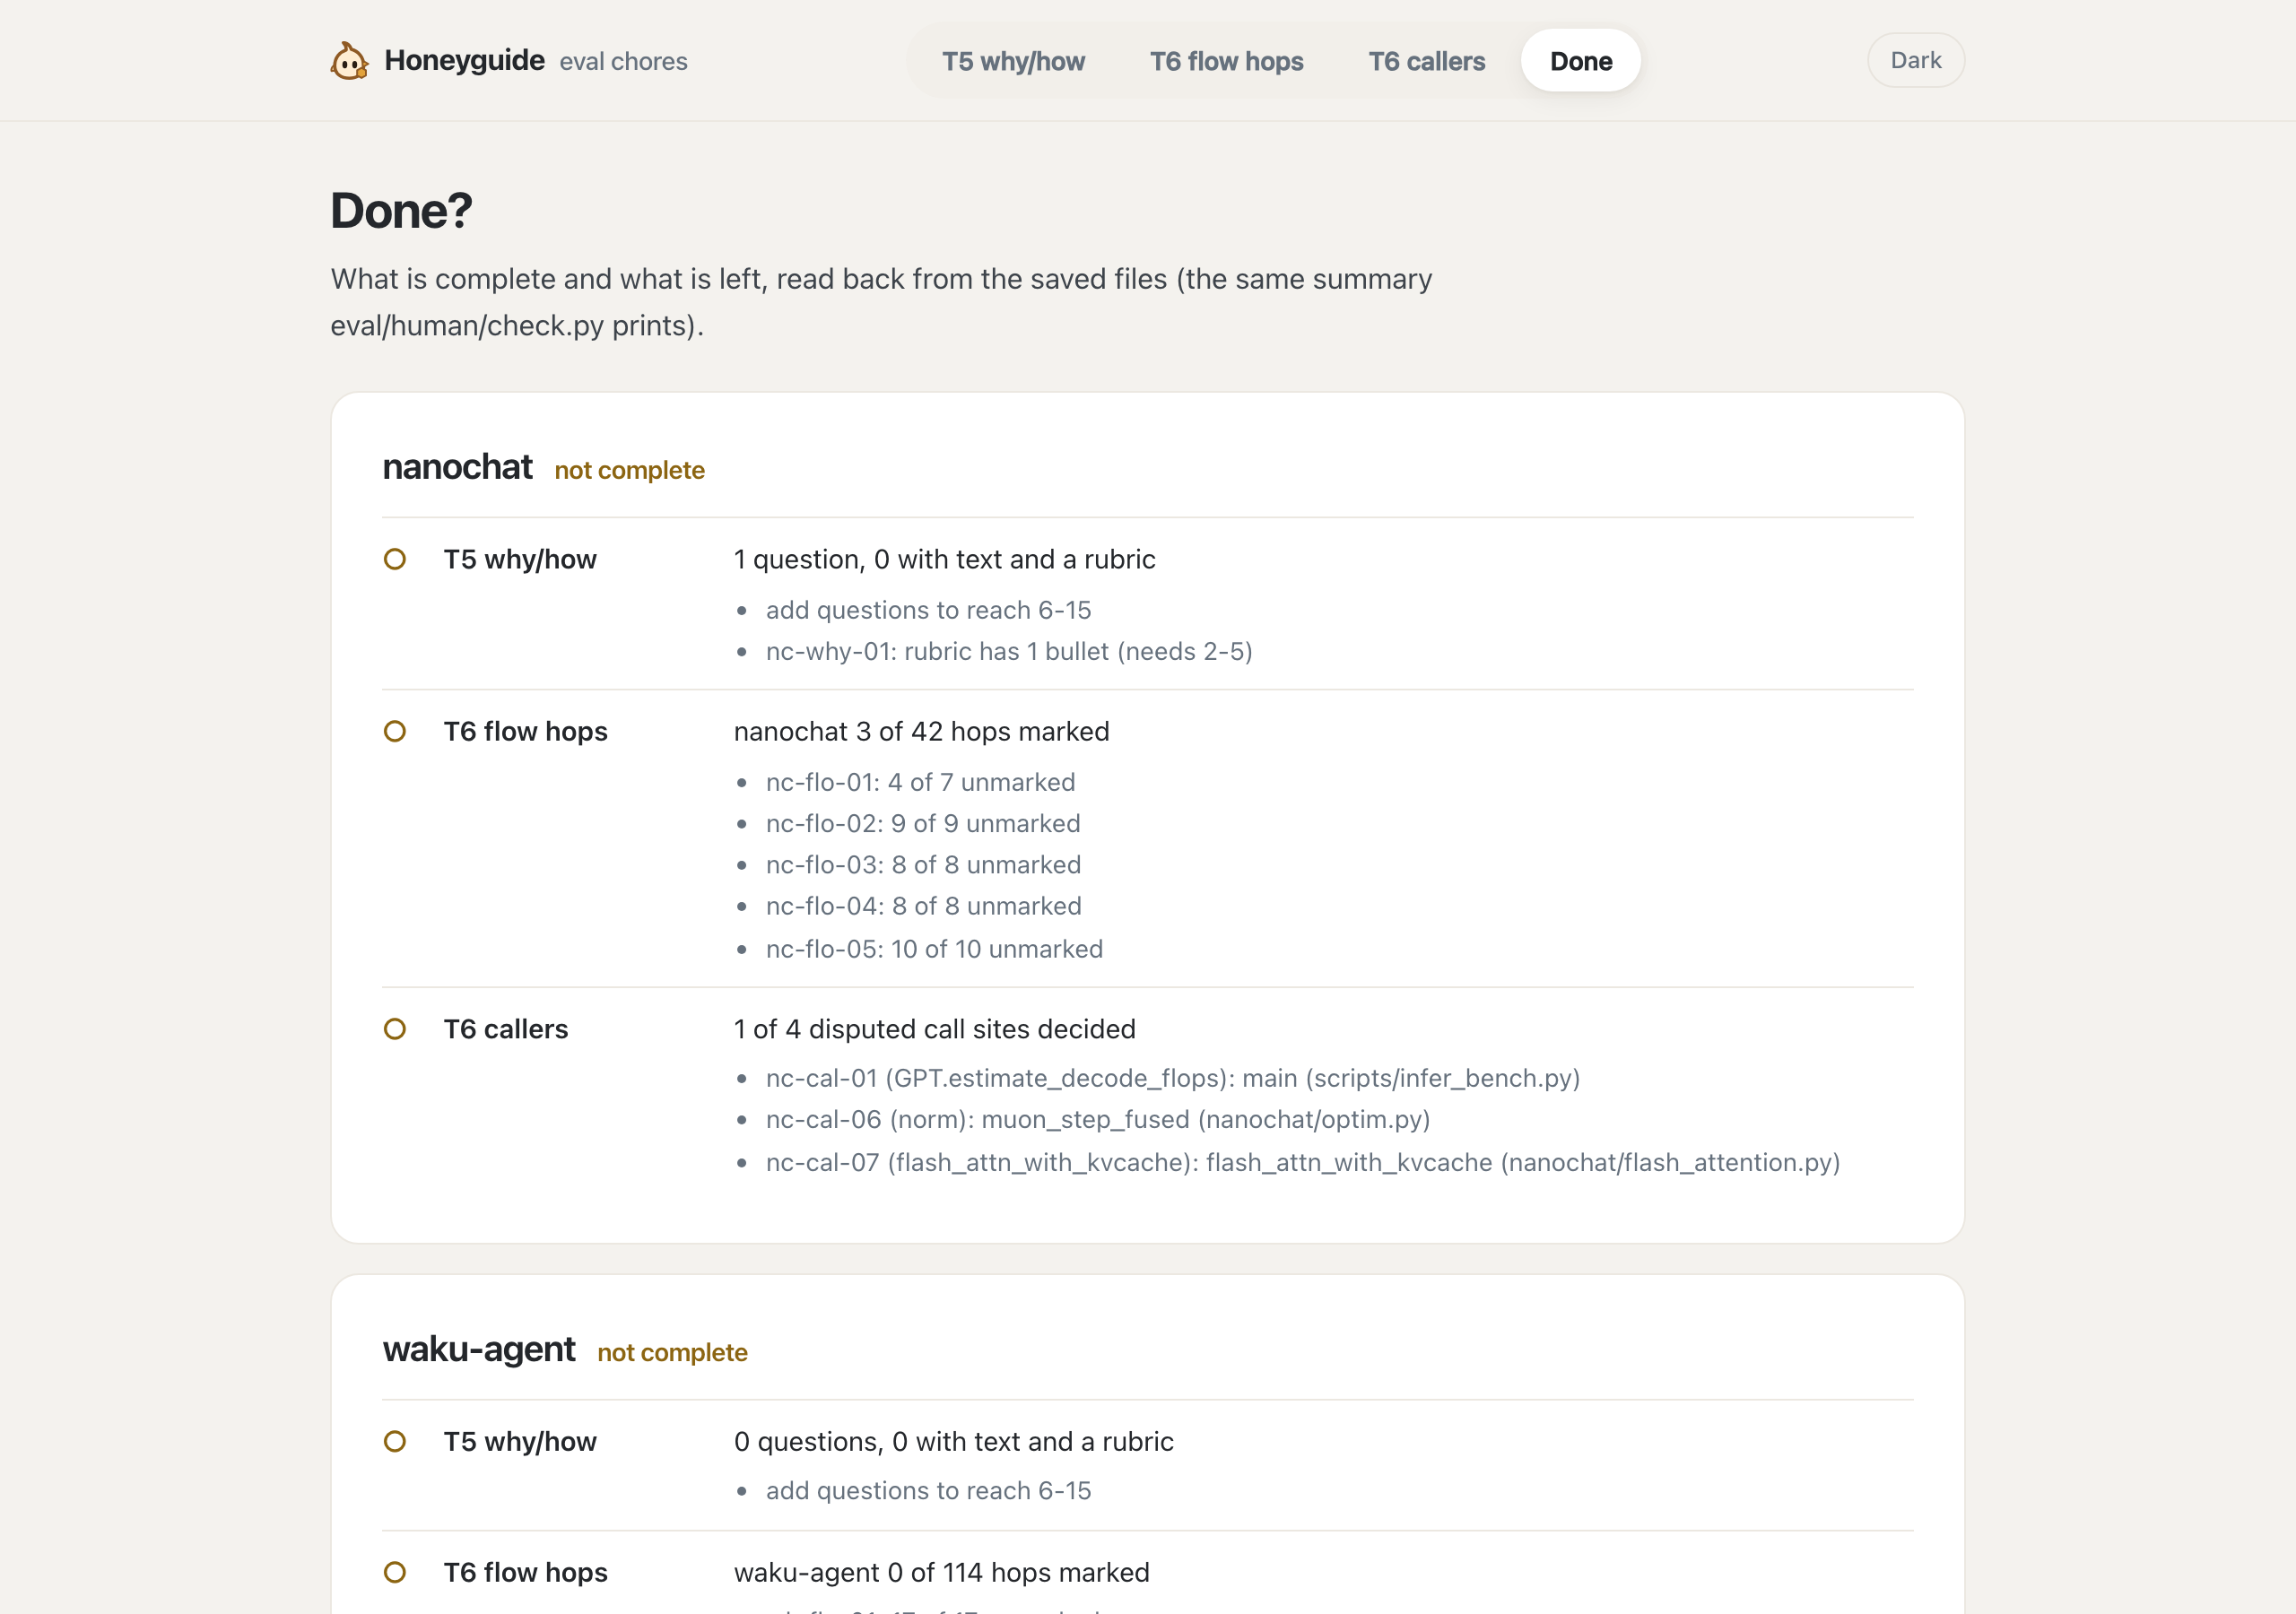 Honeyguide eval chores
T5 why/how
T6 flow hops
T6 callers
Done
Dark
Done?
What is complete and what is left, read back from the saved files (the same summary
eval/human/check.py prints).
nanochat not complete
T5 why/how
1 question, 0 with text and a rubric
• add questions to reach 6-15
• nc-why-01: rubric has 1 bullet (needs 2-5)
T6 flow hops
nanochat 3 of 42 hops marked
• nc-flo-01: 4 of 7 unmarked
• nc-flo-02: 9 of 9 unmarked
• nc-flo-03: 8 of 8 unmarked
• nc-flo-04: 8 of 8 unmarked
• nc-flo-05: 10 of 10 unmarked
T6 callers
1 of 4 disputed call sites decided
• nc-cal-01 (GPT.estimate_decode_flops): main (scripts/infer_bench.py)
• nc-cal-06 (norm): muon_step_fused (nanochat/optim.py)
• nc-cal-07 (flash_attn_with_kvcache): flash_attn_with_kvcache (nanochat/flash_attention.py)
waku-agent not complete
T5 why/how
0 questions, 0 with text and a rubric
• add questions to reach 6-15
T6 flow hops
waku-agent 0 of 114 hops marked